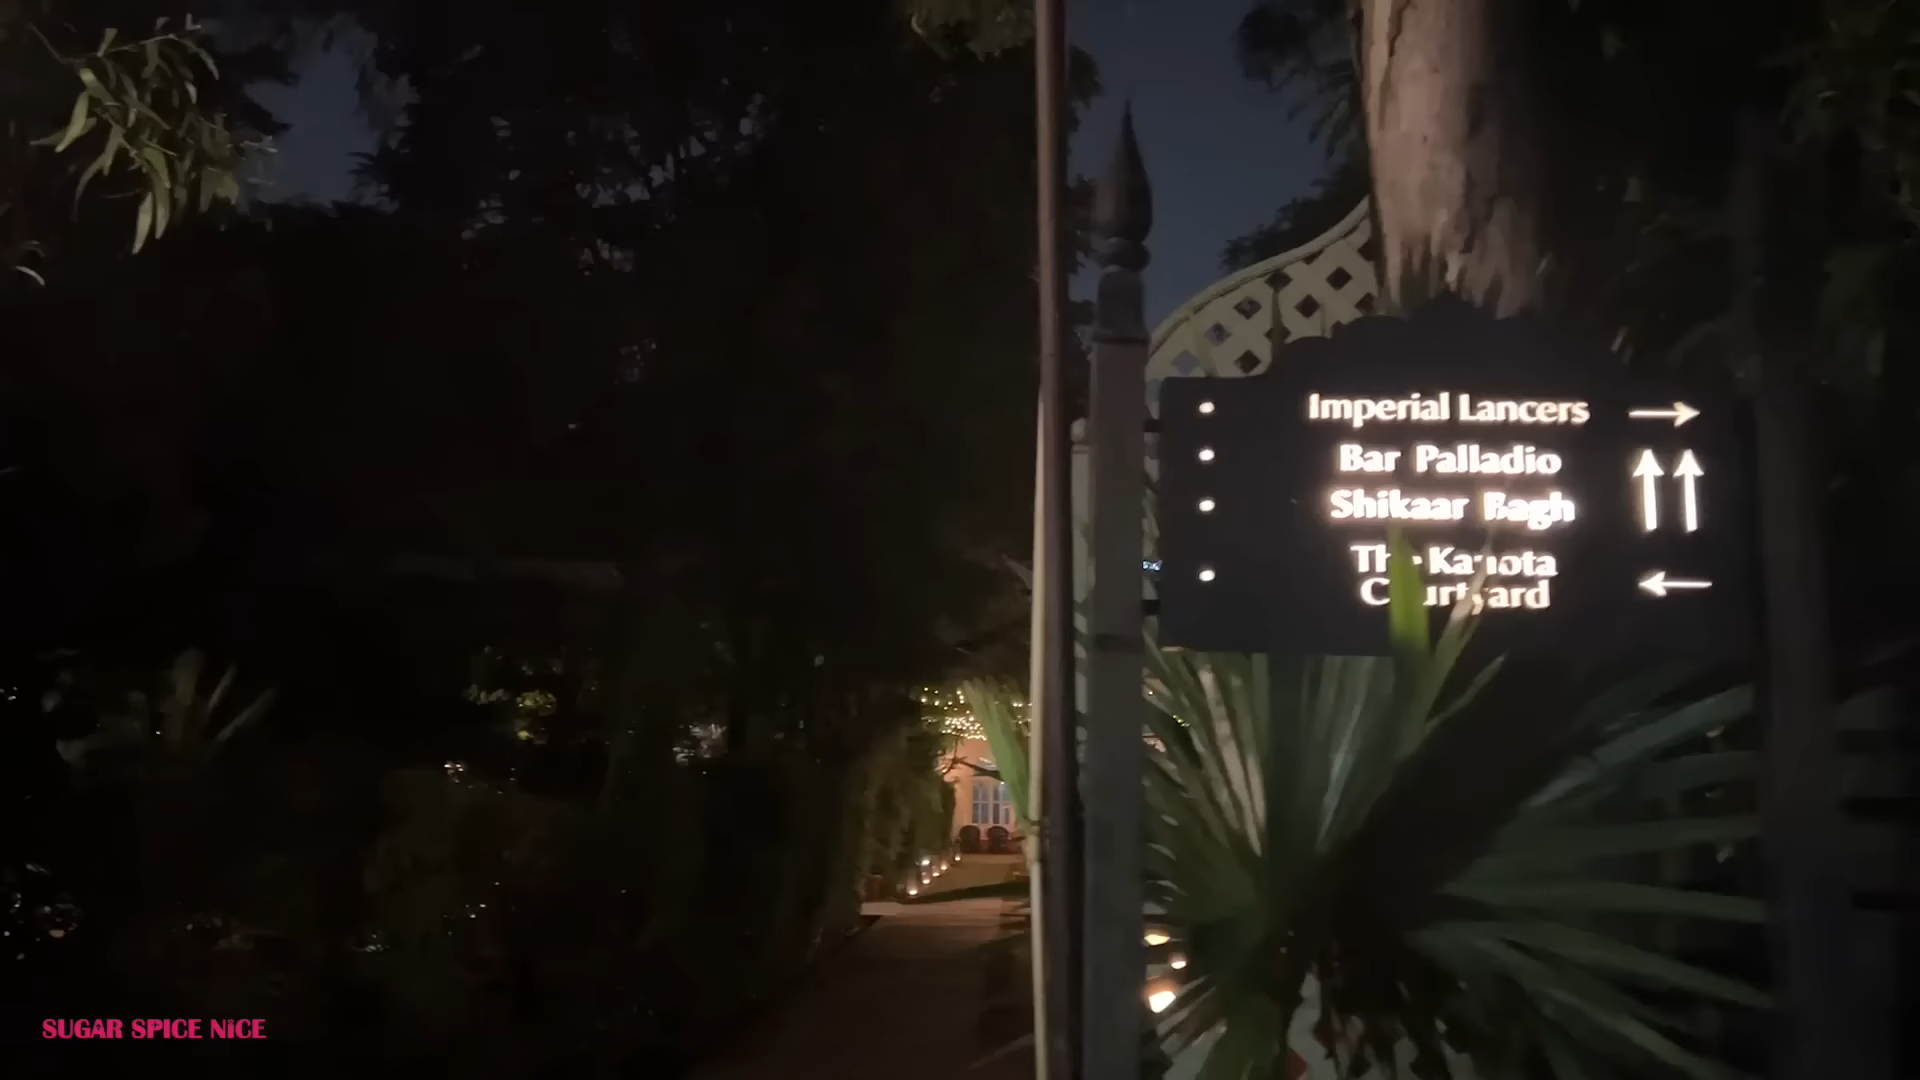 Imperial Lancers →
Bar Palladio ↑
Shikaar Bagh ↑
The Kanota ←
Courtyard
SUGAR SPICE NiCE